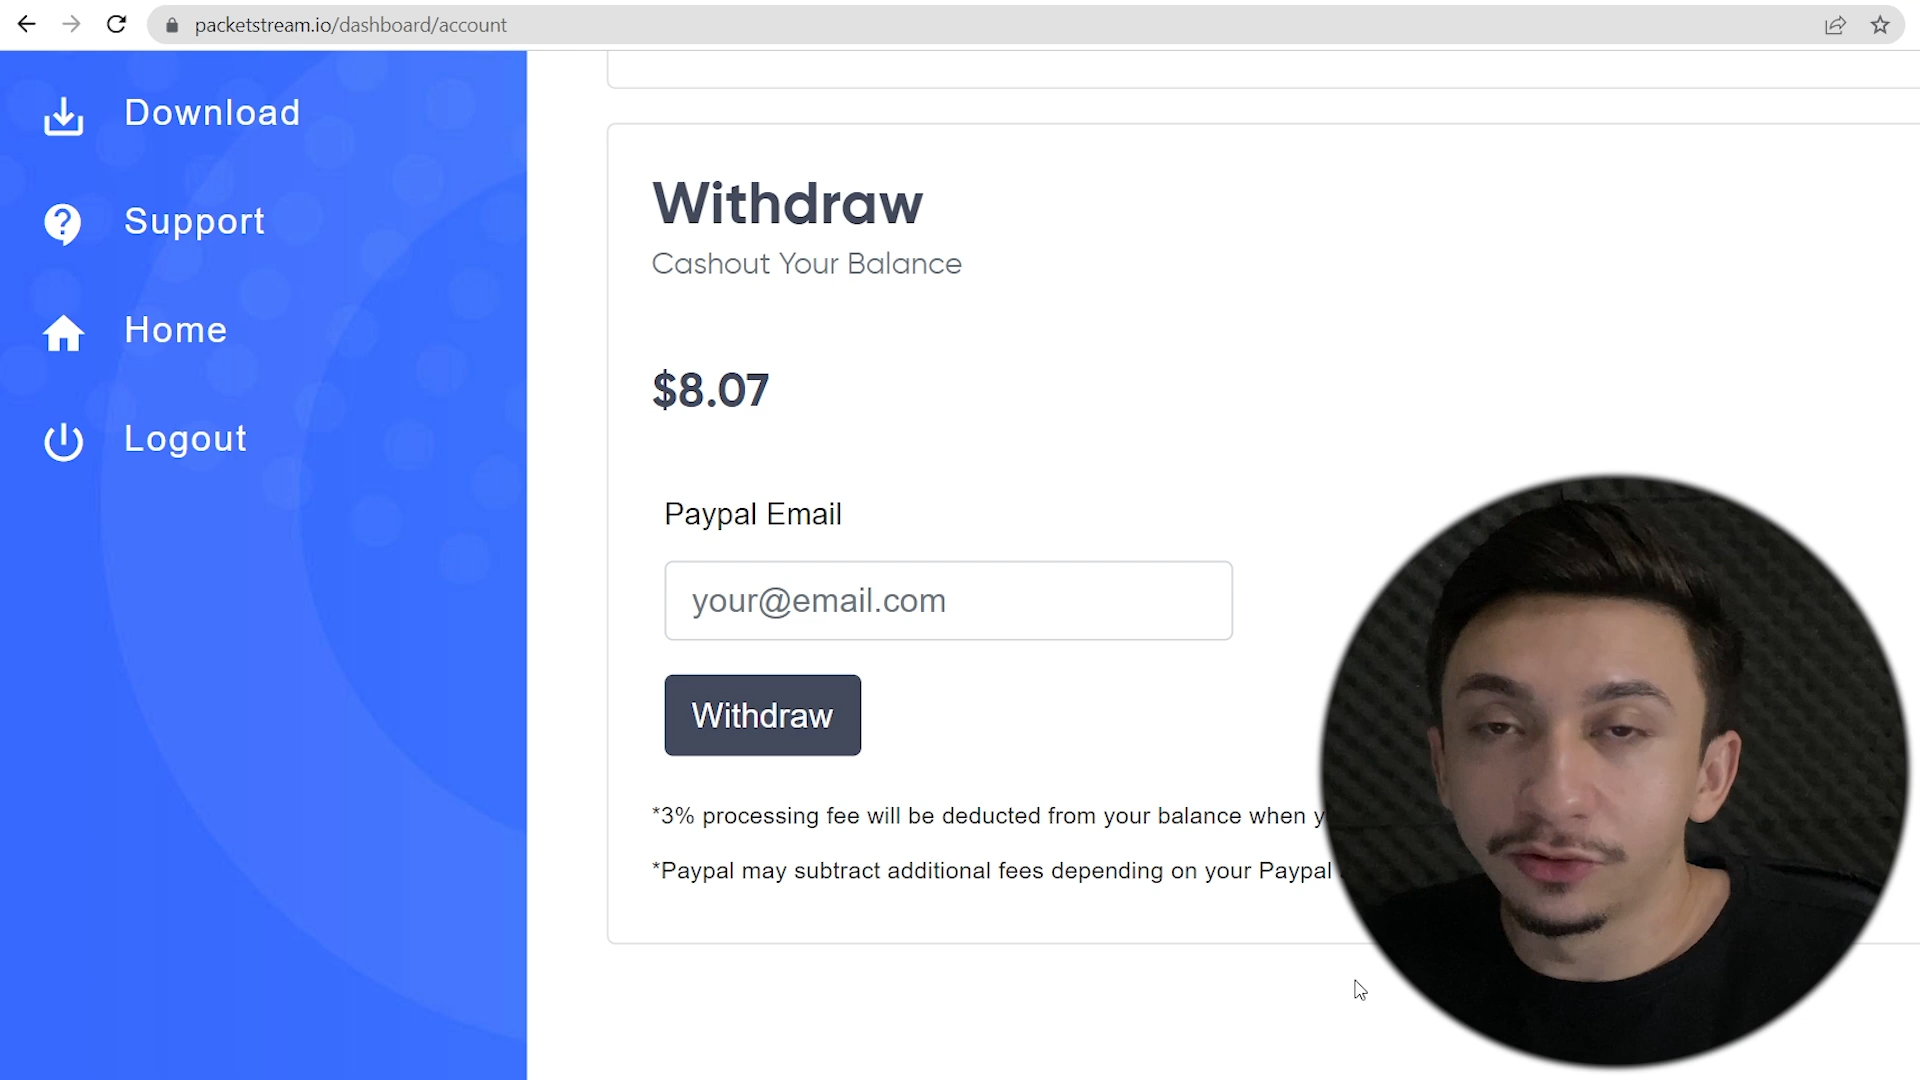 packetstream.io/dashboard/account
Download
Support
Home
Logout
Withdraw
Cashout Your Balance
$8.07
Paypal Email
your@email.com
Withdraw
*3% processing fee will be deducted from your balance when
*Paypal may subtract additional fees depending on your Paypal